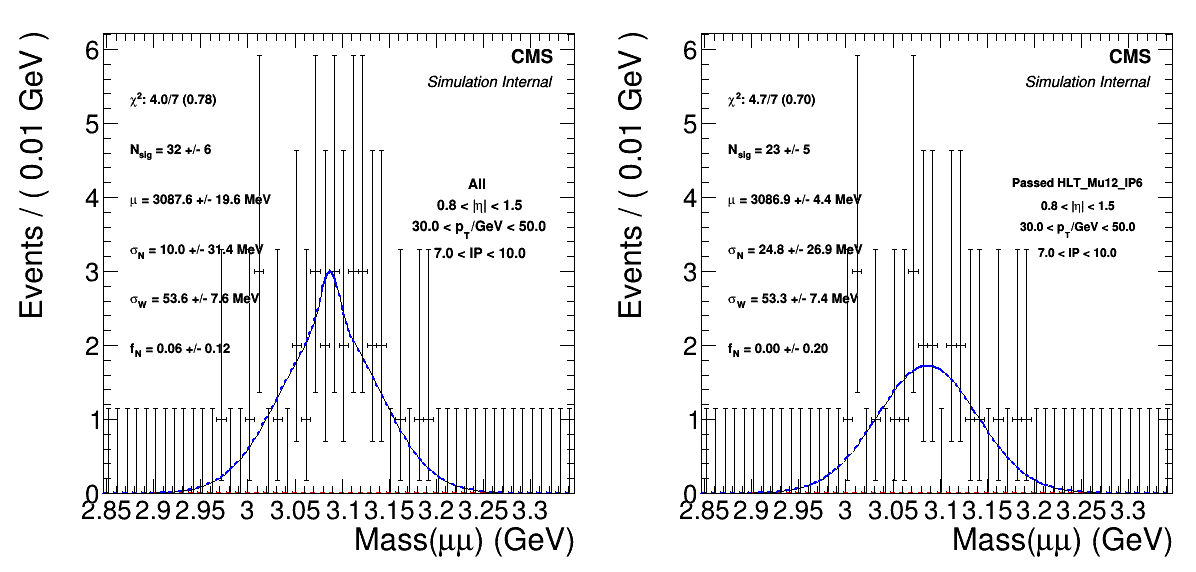 CMS
Simulation Internal
χ²: 4.0/7 (0.78)
N_sig = 32 +/- 6
μ = 3087.6 +/- 19.6 MeV
σ_N = 10.0 +/- 31.4 MeV
σ_W = 53.6 +/- 7.6 MeV
f_N = 0.06 +/- 0.12
All
0.8 < |η| < 1.5
30.0 < p_T/GeV < 50.0
7.0 < IP < 10.0
Events / ( 0.01 GeV )
6
5
4
3
2
1
0
2.85 2.9 2.95 3 3.05 3.1 3.15 3.2 3.25 3.3
Mass(μμ) (GeV)
CMS
Simulation Internal
χ²: 4.7/7 (0.70)
N_sig = 23 +/- 5
μ = 3086.9 +/- 4.4 MeV
σ_N = 24.8 +/- 26.9 MeV
σ_W = 53.3 +/- 7.4 MeV
f_N = 0.00 +/- 0.20
Passed HLT_Mu12_IP6
0.8 < |η| < 1.5
30.0 < p_T/GeV < 50.0
7.0 < IP < 10.0
Events / ( 0.01 GeV )
6
5
4
3
2
1
0
2.85 2.9 2.95 3 3.05 3.1 3.15 3.2 3.25 3.3
Mass(μμ) (GeV)